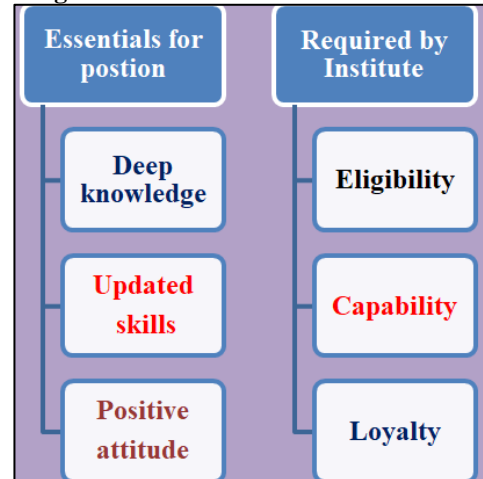 Essentials for
postion
Deep
knowledge
Updated
skills
Positive
attitude
Required by
Institute
Eligibility
Capability
Loyalty